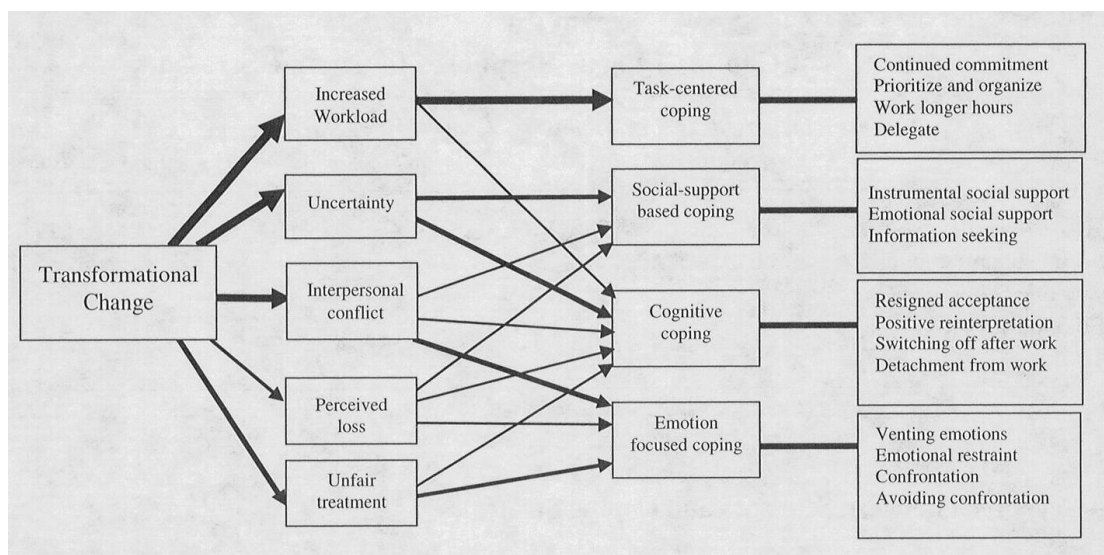 Transformational
Change
Increased
Workload
Uncertainty
Interpersonal
conflict
Perceived
loss
Unfair
treatment
Task-centered
coping
Social-support
based coping
Cognitive
coping
Emotion
focused coping
Continued commitment
Prioritize and organize
Work longer hours
Delegate
Instrumental social support
Emotional social support
Information seeking
Resigned acceptance
Positive reinterpretation
Switching off after work
Detachment from work
Venting emotions
Emotional restraint
Confrontation
Avoiding confrontation